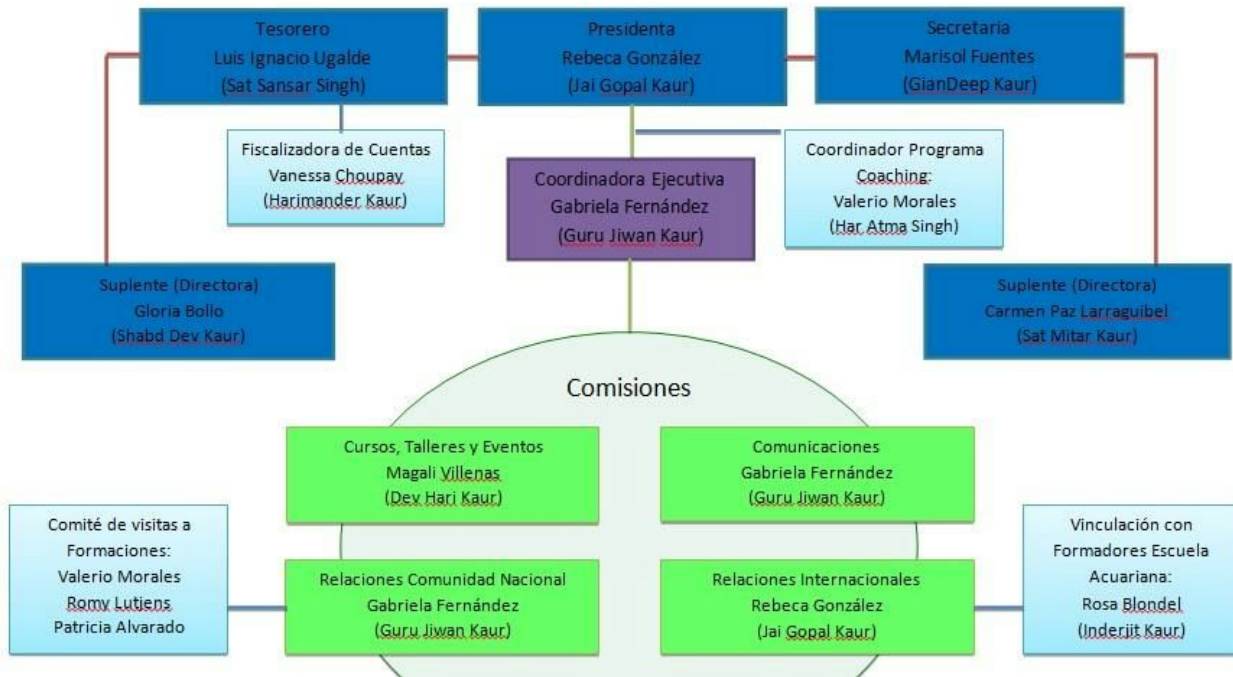 Tesorero
Luis Ignacio Ugalde
(Sat Sansar Singh)
Presidenta
Rebeca González
(Jai Gopal Kaur)
Secretaria
Marisol Fuentes
(GianDeep Kaur)
Fiscalizadora de Cuentas
Vanessa Choupay
(Harimander Kaur)
Coordinadora Ejecutiva
Gabriela Fernández
(Guru Jiwan Kaur)
Coordinador Programa
Coaching:
Valerio Morales
(Har Atma Singh)
Suplente (Directora)
Gloria Bollo
(Shabd Dev Kaur)
Suplente (Directora)
Carmen Paz Larraguibel
(Sat Mitar Kaur)
Comisiones
Cursos, Talleres y Eventos
Magali Villenas
(Dev Hari Kaur)
Comunicaciones
Gabriela Fernández
(Guru Jiwan Kaur)
Comité de visitas a
Formaciones:
Valerio Morales
Romy Lutjens
Patricia Alvarado
Relaciones Comunidad Nacional
Gabriela Fernández
(Guru Jiwan Kaur)
Relaciones Internacionales
Rebeca González
(Jai Gopal Kaur)
Vinculación con
Formadores Escuela
Acuariana:
Rosa Blondel
(Inderjit Kaur)